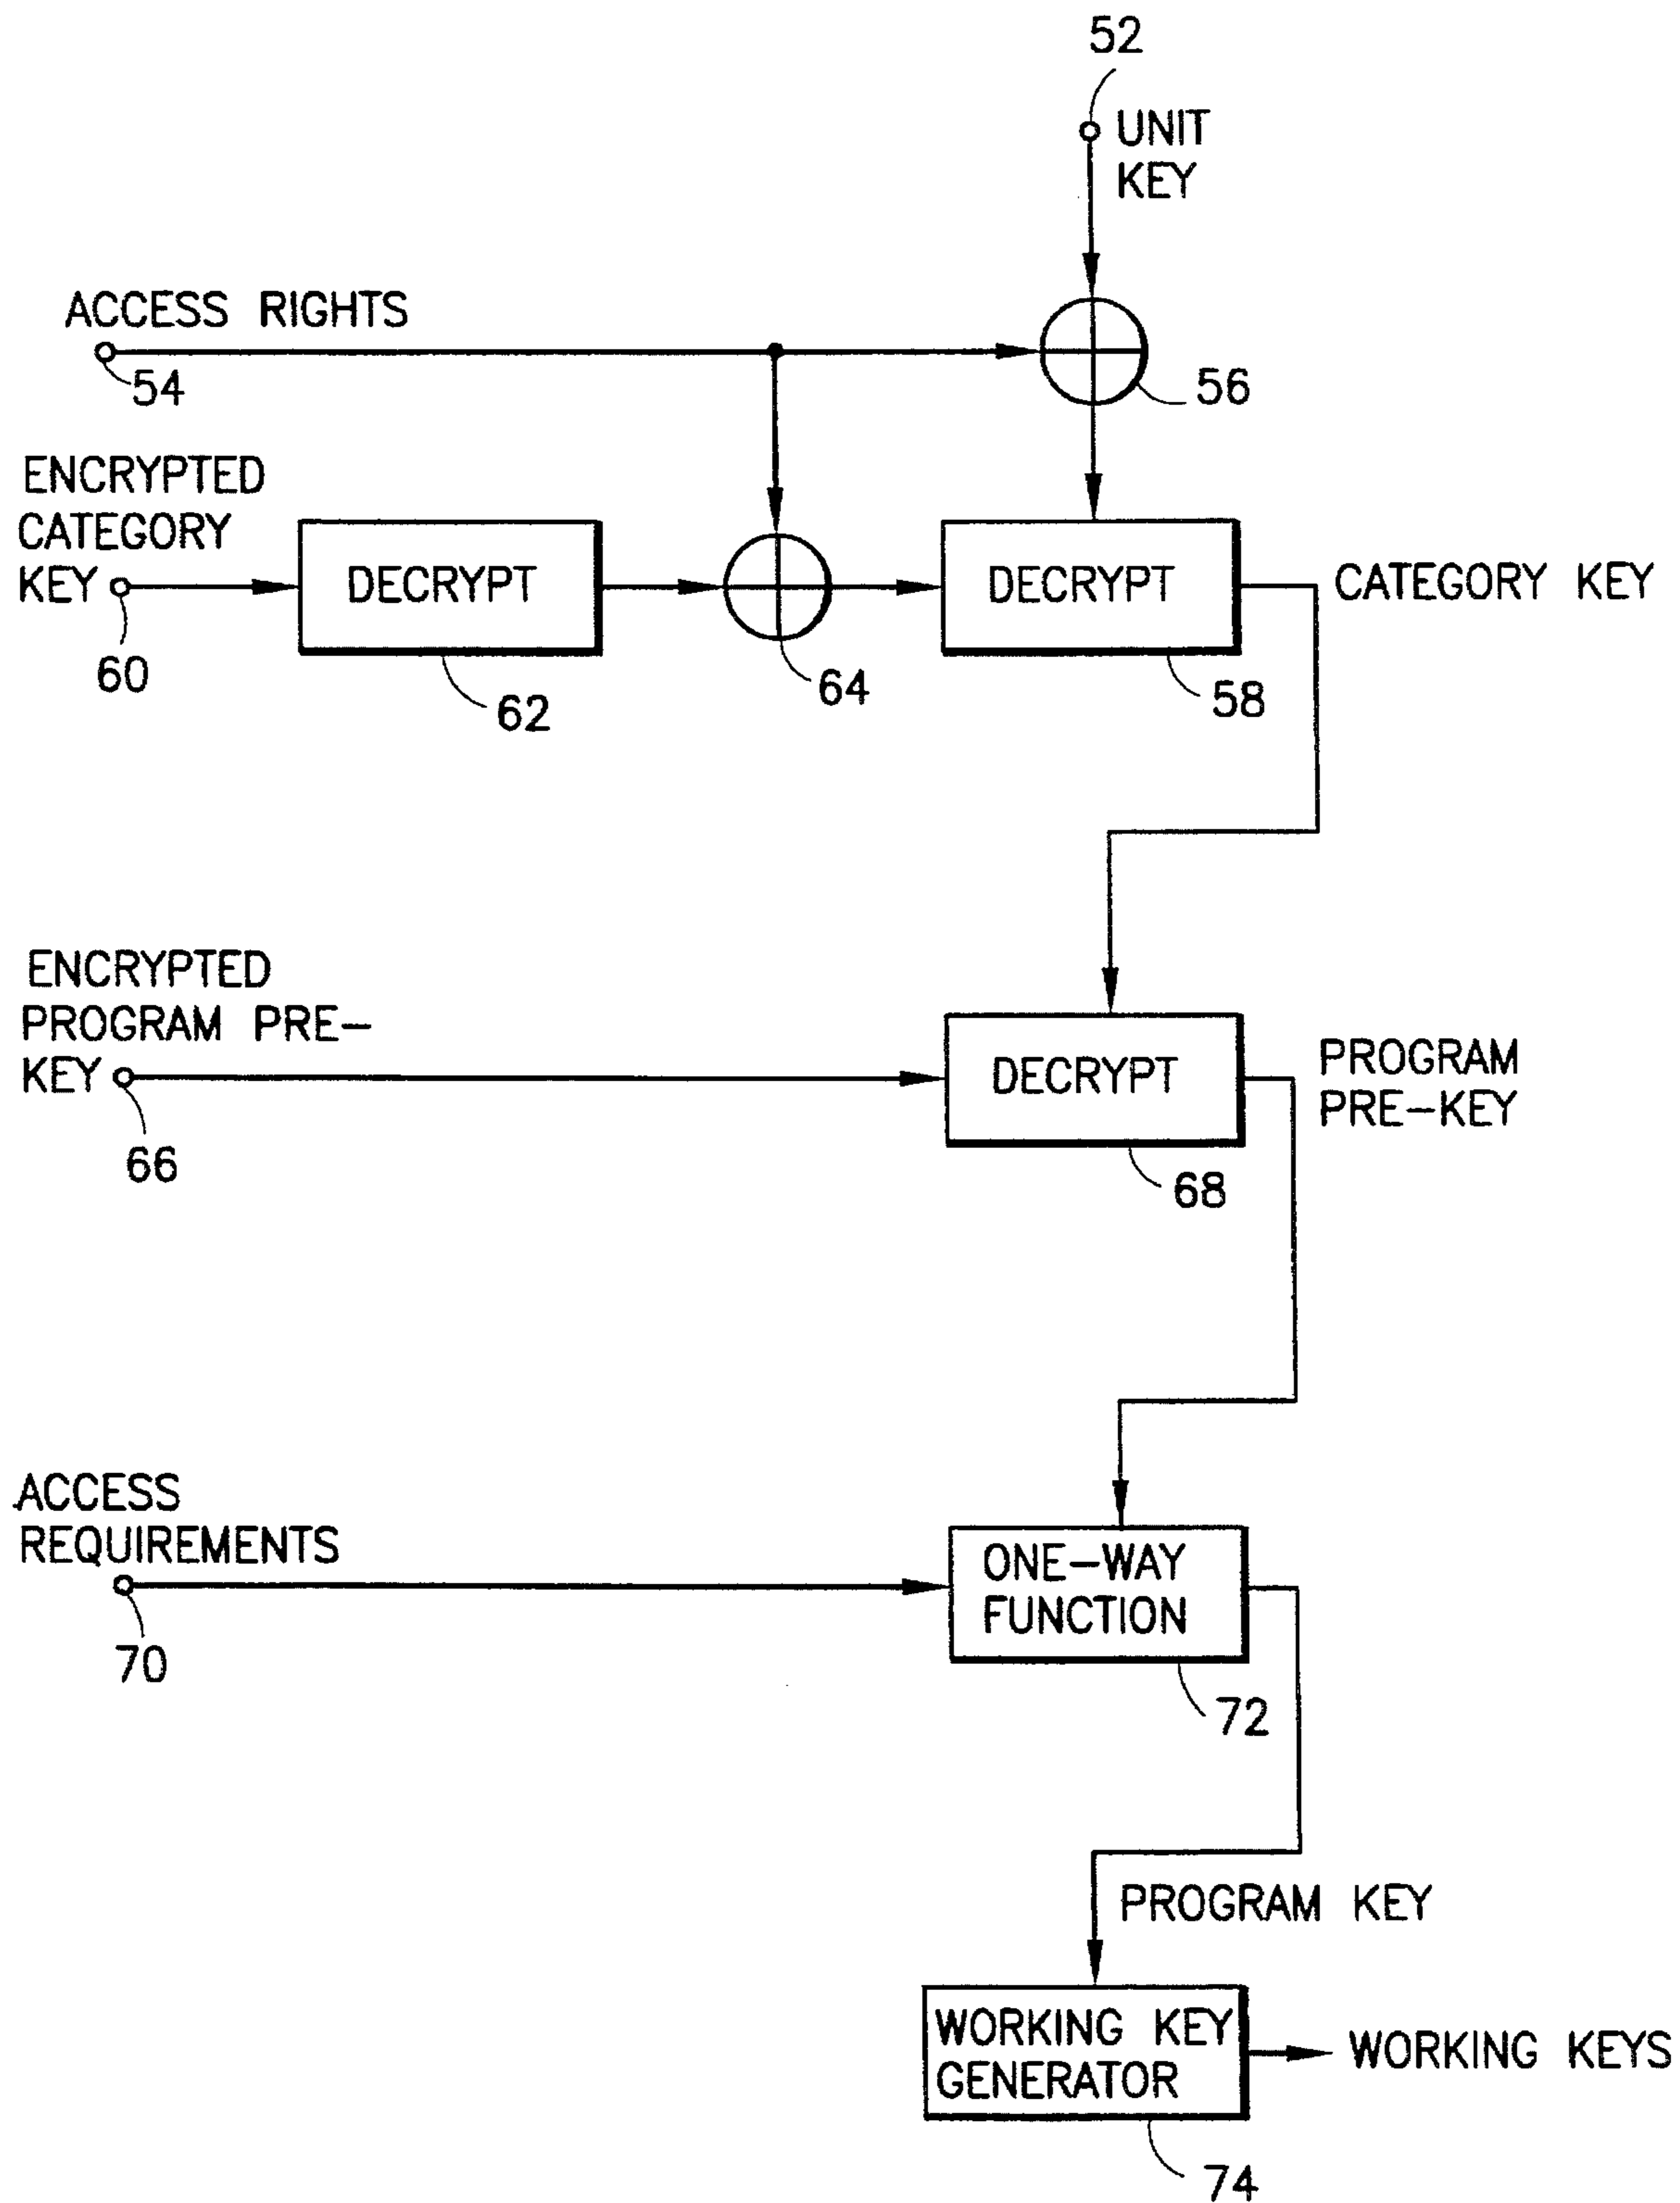 52
UNIT
KEY
ACCESS RIGHTS
54
56
ENCRYPTED
CATEGORY
KEY
DECRYPT
DECRYPT
CATEGORY KEY
60
62
64
58
ENCRYPTED
PROGRAM PRE-
KEY
DECRYPT
PROGRAM
PRE-KEY
66
68
ACCESS
REQUIREMENTS
ONE-WAY
FUNCTION
70
72
PROGRAM KEY
WORKING KEY
GENERATOR
WORKING KEYS
74